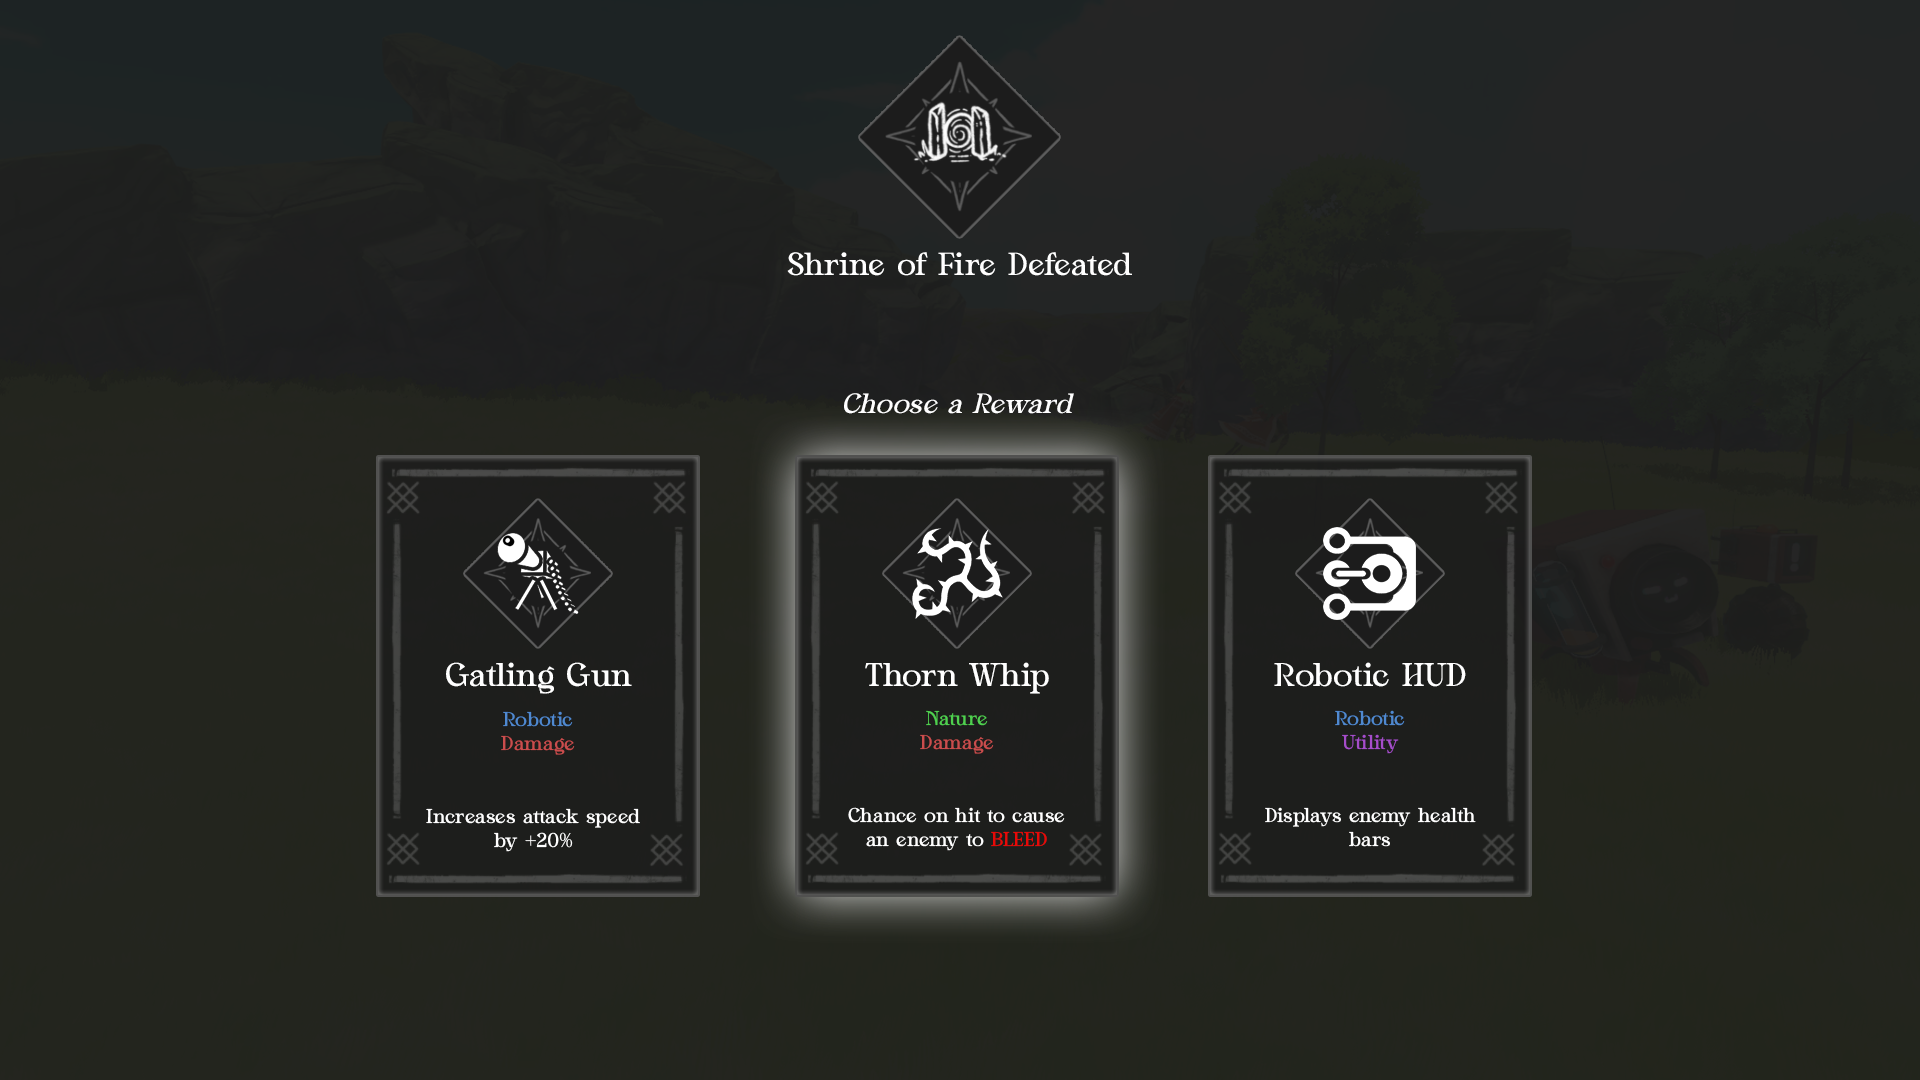 Shrine of Fire Defeated
Choose a Reward
Gatling Gun
Robotic
Damage
Increases attack speed
by +20%
Thorn Whip
Nature
Damage
Chance on hit to cause
an enemy to BLEED
Robotic HUD
Robotic
Utility
Displays enemy health
bars